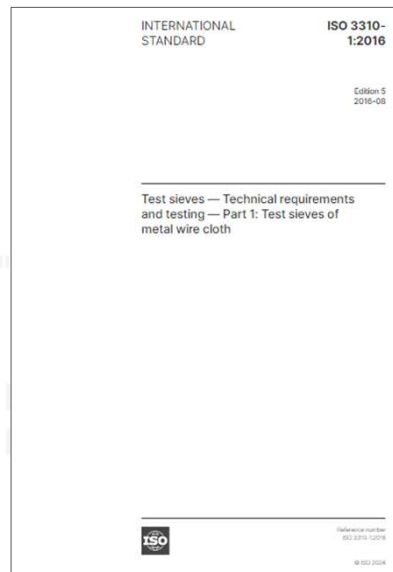 INTERNATIONAL
STANDARD
ISO 3310-
1:2016
Edition 5
2016-08
Test sieves — Technical requirements
and testing — Part 1: Test sieves of
metal wire cloth
ISO
Reference number
ISO 3310-1:2016
© ISO 2024